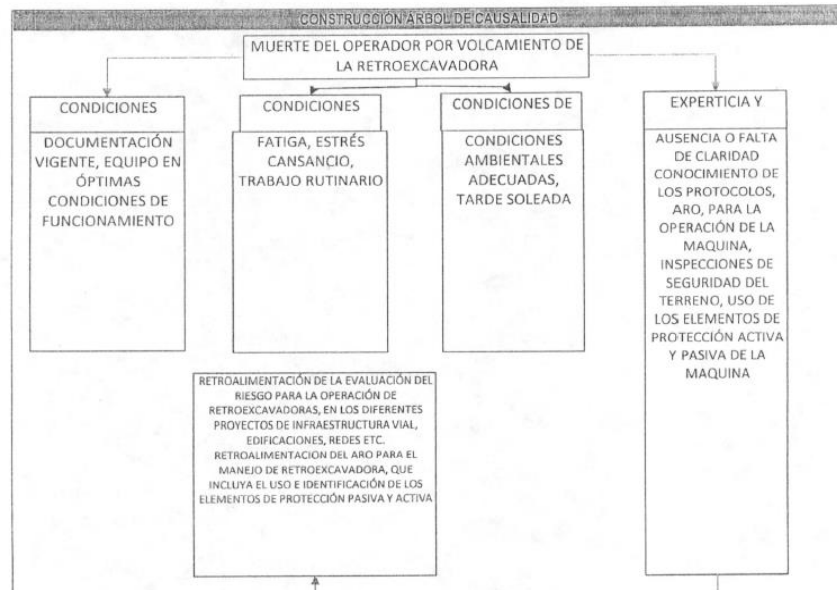 CONSTRUCCIÓN ARBOL DE CAUSALIDAD
MUERTE DEL OPERADOR POR VOLCAMIENTO DE
LA RETROEXCAVADORA
CONDICIONES
DOCUMENTACIÓN
VIGENTE, EQUIPO EN
ÓPTIMAS
CONDICIONES DE
FUNCIONAMIENTO
CONDICIONES
FATIGA, ESTRÉS
CANSANCIO,
TRABAJO RUTINARIO
CONDICIONES DE
CONDICIONES
AMBIENTALES
ADECUADAS,
TARDE SOLEADA
EXPERTICIA Y
AUSENCIA O FALTA
DE CLARIDAD
CONOCIMIENTO DE
LOS PROTOCOLOS,
ARO, PARA LA
OPERACIÓN DE LA
MAQUINA,
INSPECCIONES DE
SEGURIDAD DEL
TERRENO, USO DE
LOS ELEMENTOS DE
PROTECCIÓN ACTIVA
Y PASIVA DE LA
MAQUINA
RETROALIMENTACIÓN DE LA EVALUACIÓN DEL
RIESGO PARA LA OPERACIÓN DE
RETROEXCAVADORAS, EN LOS DIFERENTES
PROYECTOS DE INFRAESTRUCTURA VIAL,
EDIFICACIONES, REDES ETC.
RETROALIMENTACION DEL ARO PARA EL
MANEJO DE RETROEXCAVADORA, QUE
INCLUYA EL USO E IDENTIFICACIÓN DE LOS
ELEMENTOS DE PROTECCIÓN PASIVA Y ACTIVA